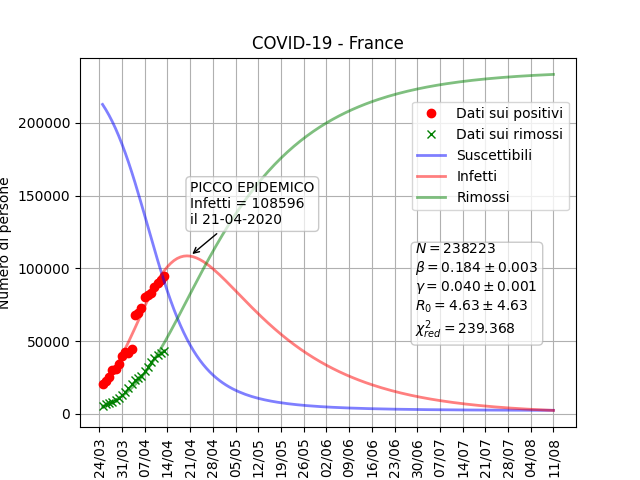 COVID-19 - France
Numero di persone
200000
150000
100000
50000
0
Dati sui positivi
Dati sui rimossi
Suscettibili
Infetti
Rimossi
PICCO EPIDEMICO
Infetti = 108596
il 21-04-2020
N = 238223
β = 0.184 ± 0.003
γ = 0.040 ± 0.001
R₀ = 4.63 ± 4.63
χ²red = 239.368
24/03
31/03
07/04
14/04
21/04
28/04
05/05
12/05
19/05
26/05
02/06
09/06
16/06
23/06
30/06
07/07
14/07
21/07
28/07
04/08
11/08